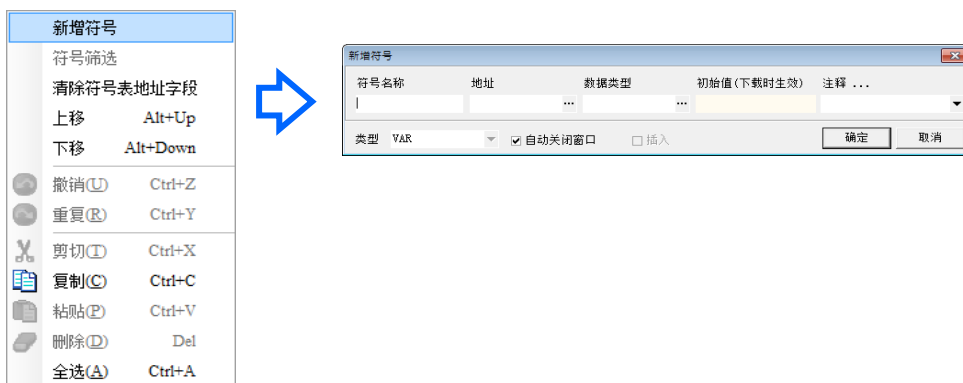 新增符号
符号筛选
清除符号表地址字段
上移 Alt+Up
下移 Alt+Down
撤销(U) Ctrl+Z
重复(R) Ctrl+Y
剪切(T) Ctrl+X
复制(C) Ctrl+C
粘贴(P) Ctrl+V
删除(D) Del
全选(A) Ctrl+A
新增符号
符号名称 地址 数据类型 初始值(下载时生效) 注释 ...
... ...
类型 VAR 自动关闭窗口 插入 确定 取消